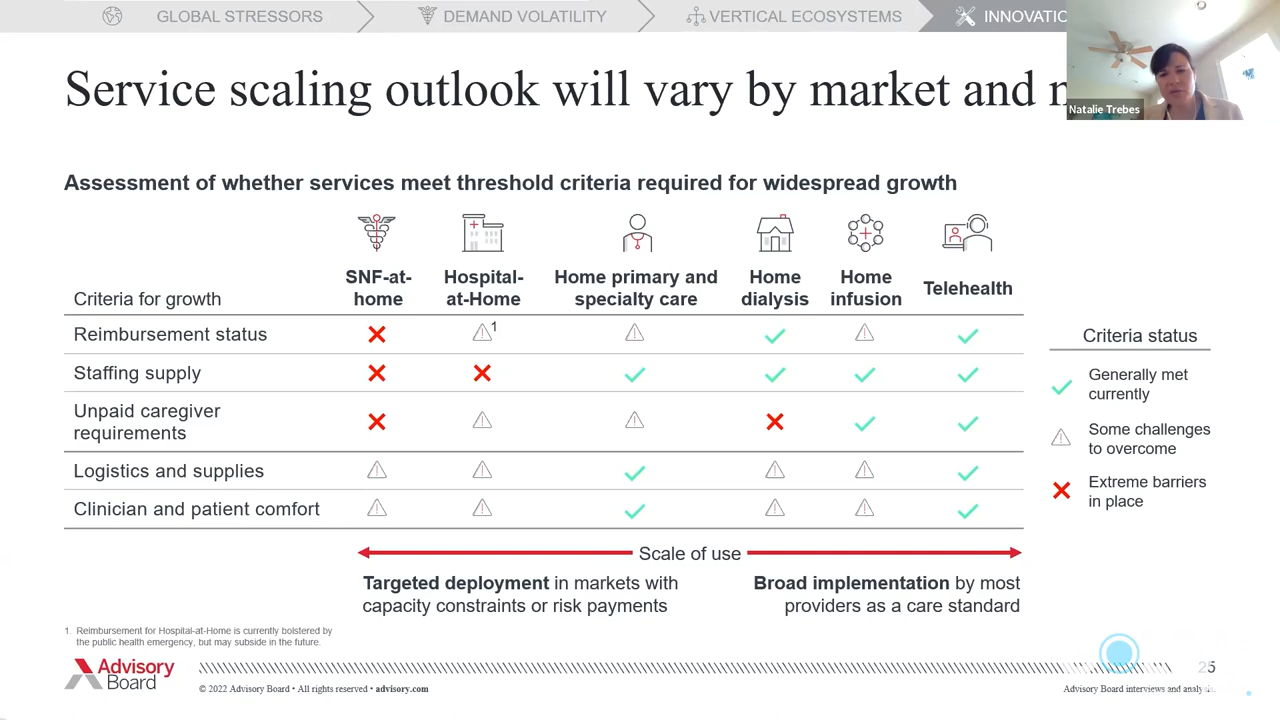 GLOBAL STRESSORS
DEMAND VOLATILITY
VERTICAL ECOSYSTEMS
Service scaling outlook will vary by market and
Natalie Trebes
Assessment of whether services meet threshold criteria required for widespread growth
Criteria for growth
SNF-at-
home
Hospital-
at-Home
Home primary and
specialty care
Home
dialysis
Home
infusion
Telehealth
Reimbursement status
1
Staffing supply
Unpaid caregiver
requirements
Logistics and supplies
Clinician and patient comfort
Criteria status
Generally met
currently
Some challenges
to overcome
Extreme barriers
in place
Scale of use
Targeted deployment in markets with
capacity constraints or risk payments
Broad implementation by most
providers as a care standard
1. Reimbursement for Hospital-at-Home is currently bolstered by
the public health emergency, but may subside in the future.
Advisory
Board
© 2022 Advisory Board • All rights reserved • advisory.com
25
Advisory Board interviews and analysis.